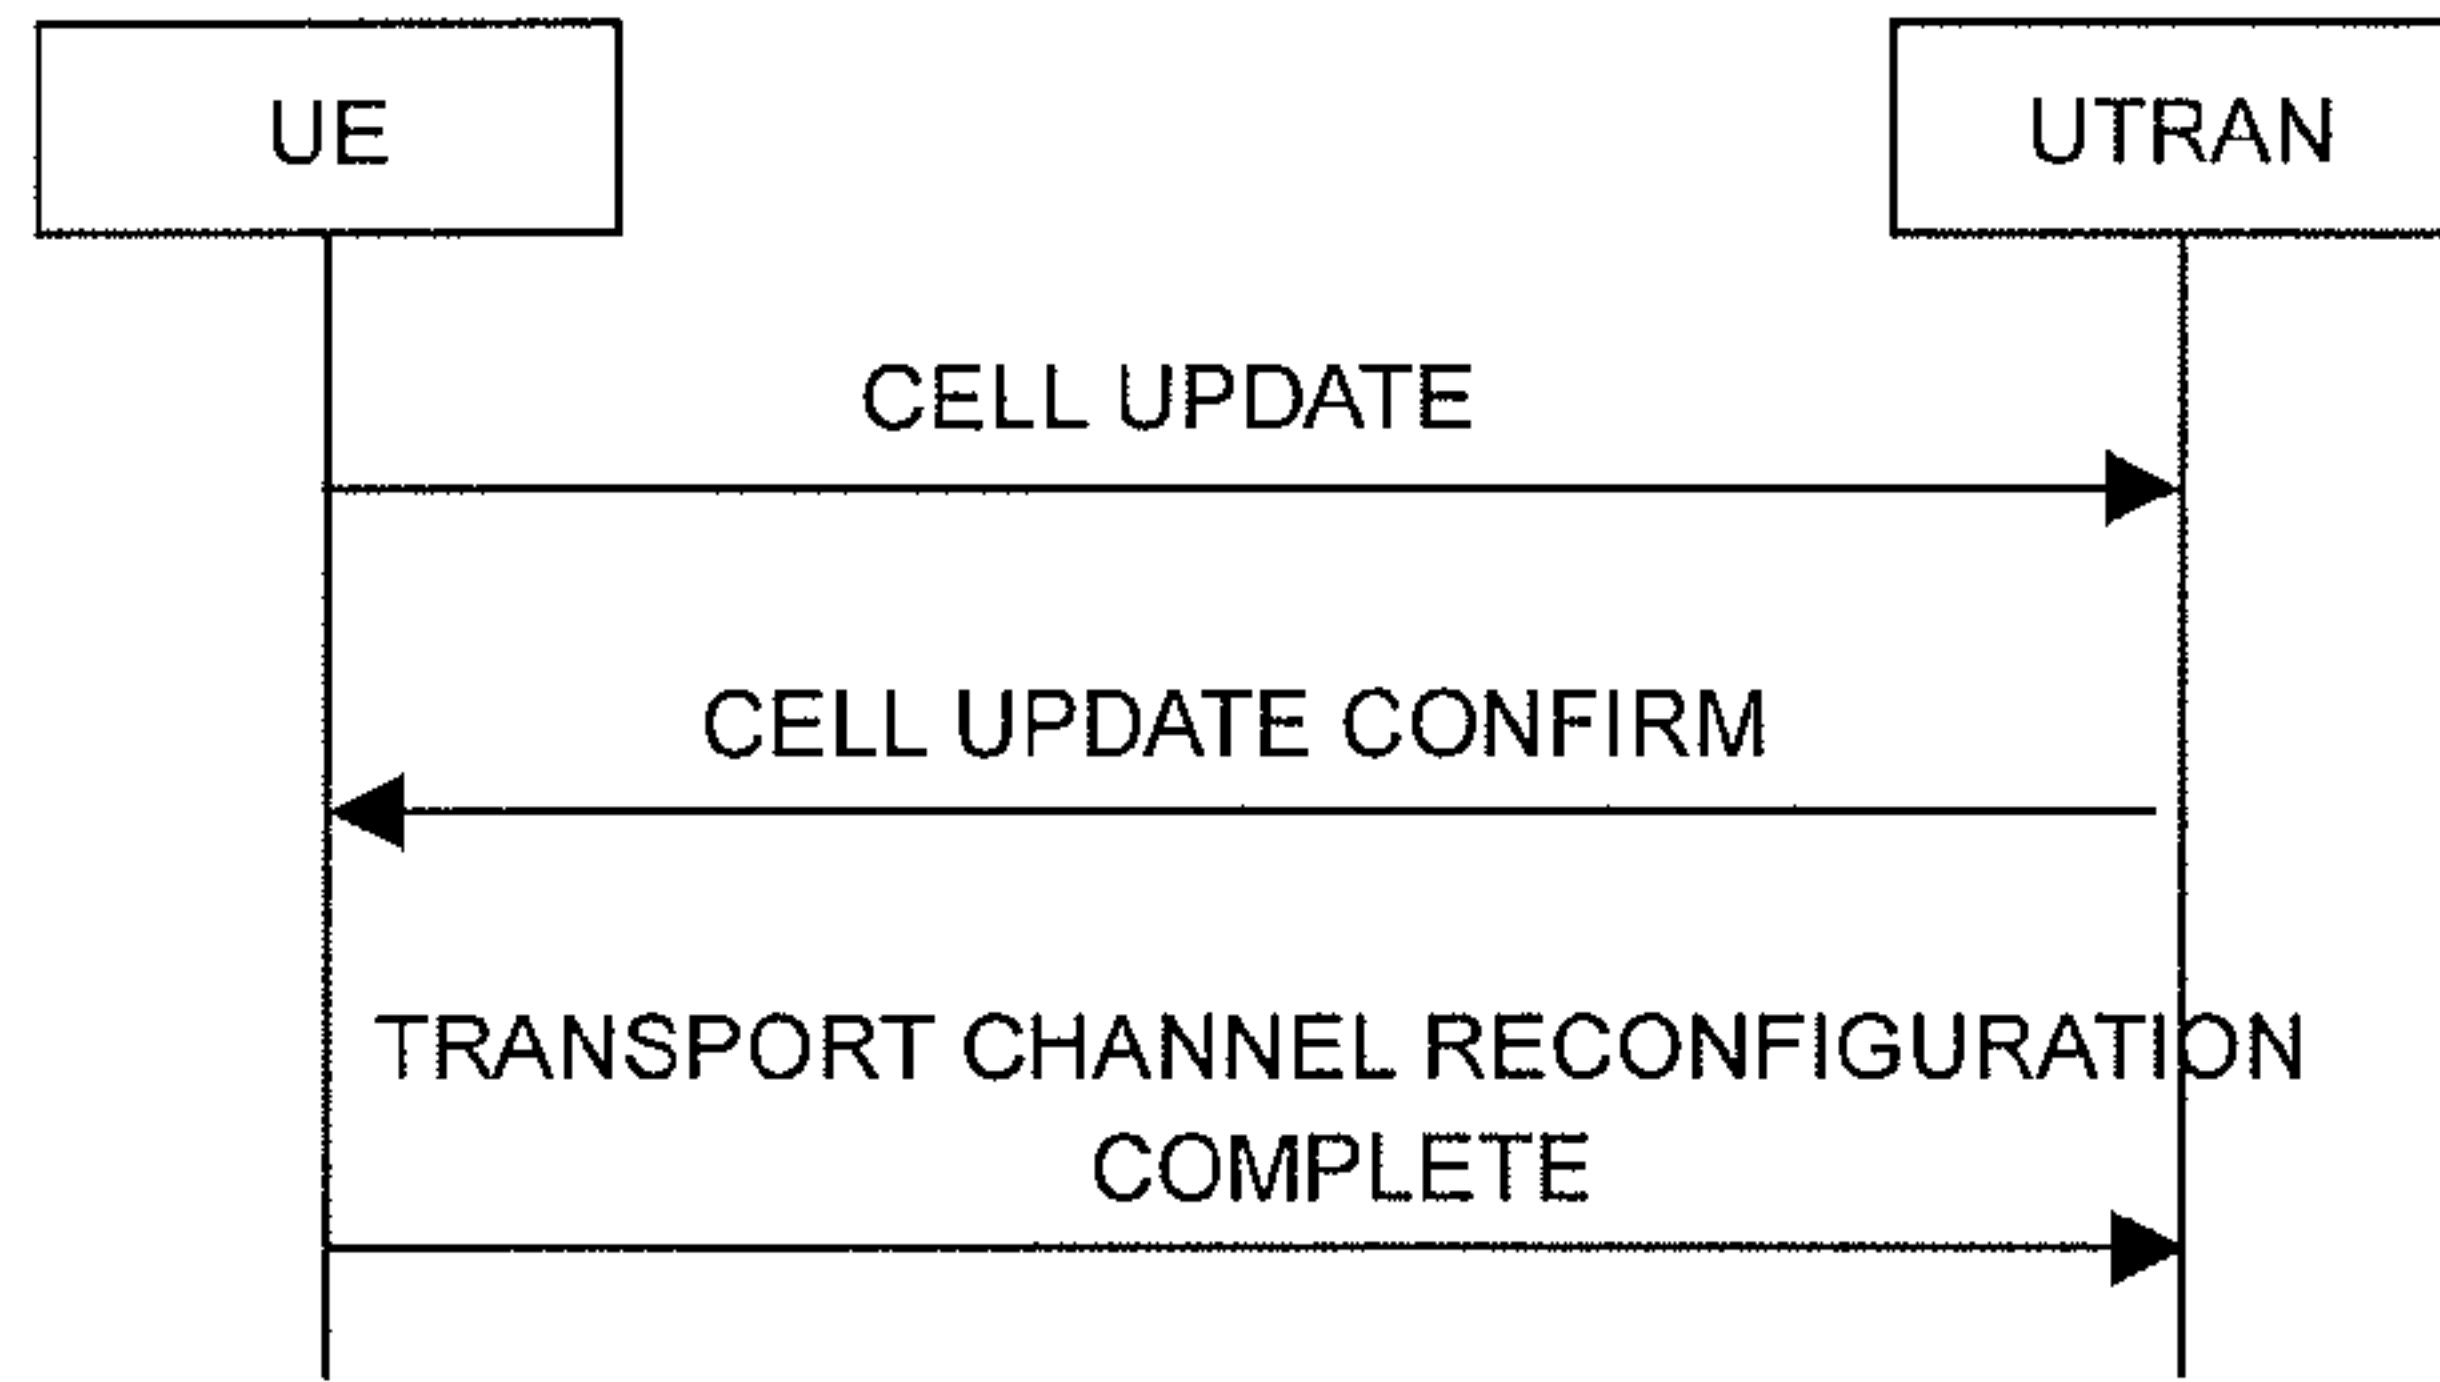 UE
UTRAN
CELL UPDATE
CELL UPDATE CONFIRM
TRANSPORT CHANNEL RECONFIGURATION
COMPLETE